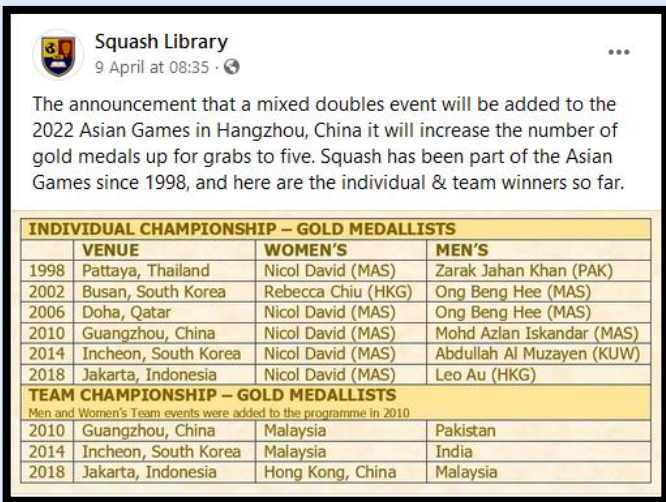 Squash Library
9 April at 08:35 ·
The announcement that a mixed doubles event will be added to the
2022 Asian Games in Hangzhou, China it will increase the number of
gold medals up for grabs to five. Squash has been part of the Asian
Games since 1998, and here are the individual & team winners so far.
INDIVIDUAL CHAMPIONSHIP – GOLD MEDALLISTS
VENUE WOMEN'S MEN'S
1998 Pattaya, Thailand Nicol David (MAS) Zarak Jahan Khan (PAK)
2002 Busan, South Korea Rebecca Chiu (HKG) Ong Beng Hee (MAS)
2006 Doha, Qatar Nicol David (MAS) Ong Beng Hee (MAS)
2010 Guangzhou, China Nicol David (MAS) Mohd Azlan Iskandar (MAS)
2014 Incheon, South Korea Nicol David (MAS) Abdullah Al Muzayen (KUW)
2018 Jakarta, Indonesia Nicol David (MAS) Leo Au (HKG)
TEAM CHAMPIONSHIP – GOLD MEDALLISTS
Men and Women's Team events were added to the programme in 2010
2010 Guangzhou, China Malaysia Pakistan
2014 Incheon, South Korea Malaysia India
2018 Jakarta, Indonesia Hong Kong, China Malaysia